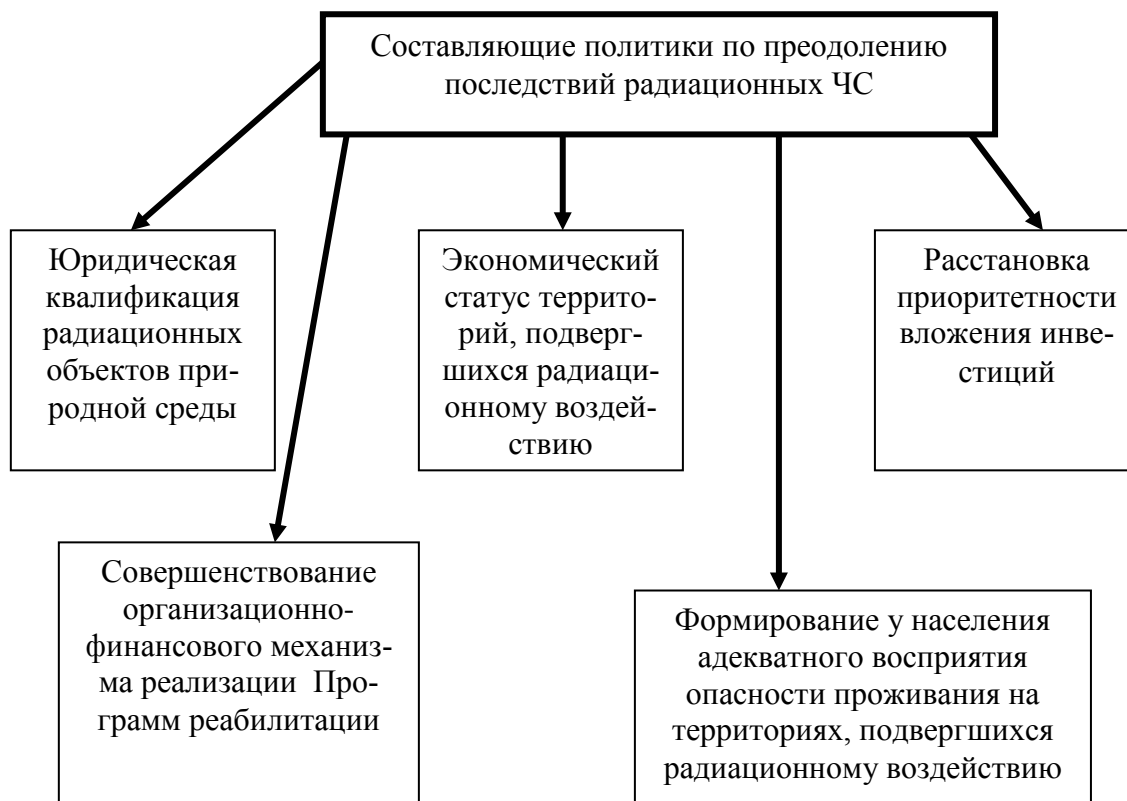 Составляющие политики по преодолению
последствий радиационных ЧС
Юридическая
квалификация
радиационных
объектов при-
родной среды
Экономический
статус террито-
рий, подверг-
шихся радиаци-
онному воздей-
ствию
Расстановка
приоритетности
вложения инве-
стиций
Совершенствование
организационно-
финансового механиз-
ма реализации  Про-
грамм реабилитации
Формирование у населения
адекватного восприятия
опасности проживания на
территориях, подвергшихся
радиационному воздействию